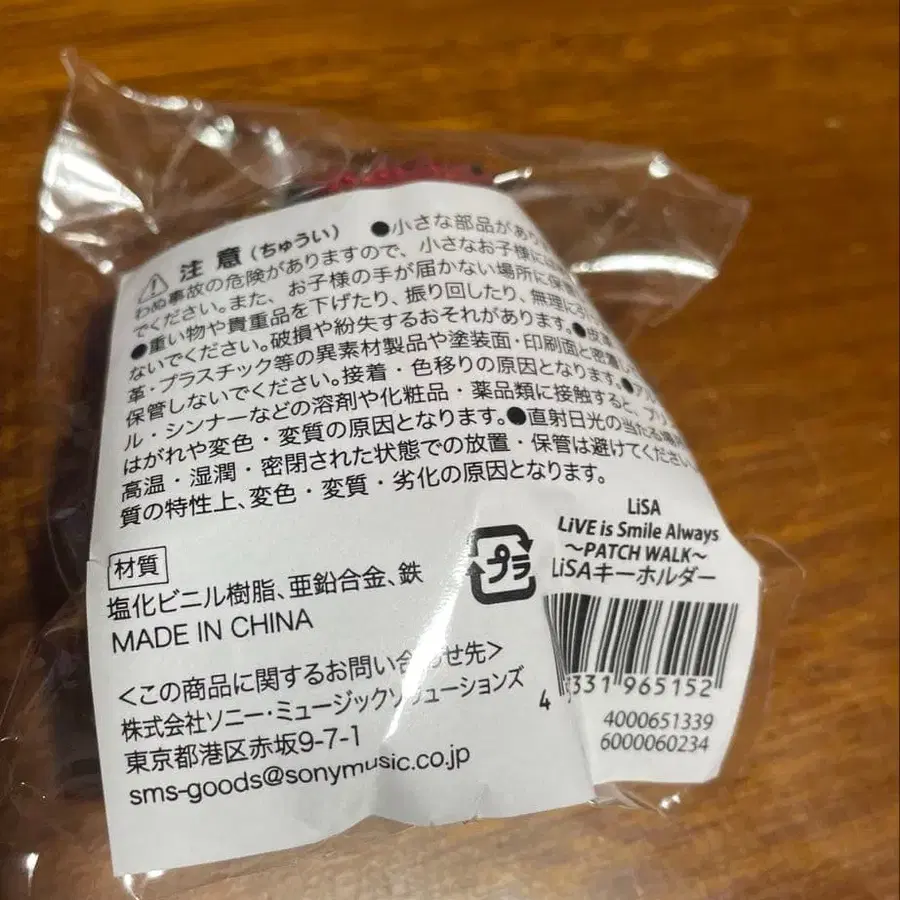 注意(ちゅうい) ●小さな部品があり
わぬ事故の危険がありますので、小さなお子様には
でください。また、お子様の手が届かない場所に保
●重い物や貴重品を下げたり、振り回したり、無理に引
ないでください。破損や紛失するおそれがあります。●皮革
革・プラスチック等の異素材製品や塗装面・印刷面と密着し
保管しないでください。接着・色移りの原因となります。●アル
ル・シンナーなどの溶剤や化粧品・薬品類に接触すると、プリ
はがれや変色・変質の原因となります。●直射日光の当たる場所
高温・湿潤・密閉された状態での放置・保管は避けてください
質の特性上、変色・変質・劣化の原因となります。
材質
塩化ビニル樹脂、亜鉛合金、鉄
MADE IN CHINA
プラ
<この商品に関するお問い合わせ先>
株式会社ソニー・ミュージックソリューションズ
東京都港区赤坂9-7-1
sms-goods@sonymusic.co.jp
LiSA
LiVE is Smile Always
～PATCH WALK～
LiSAキーホルダー
4 331 965152
4000651339
6000060234